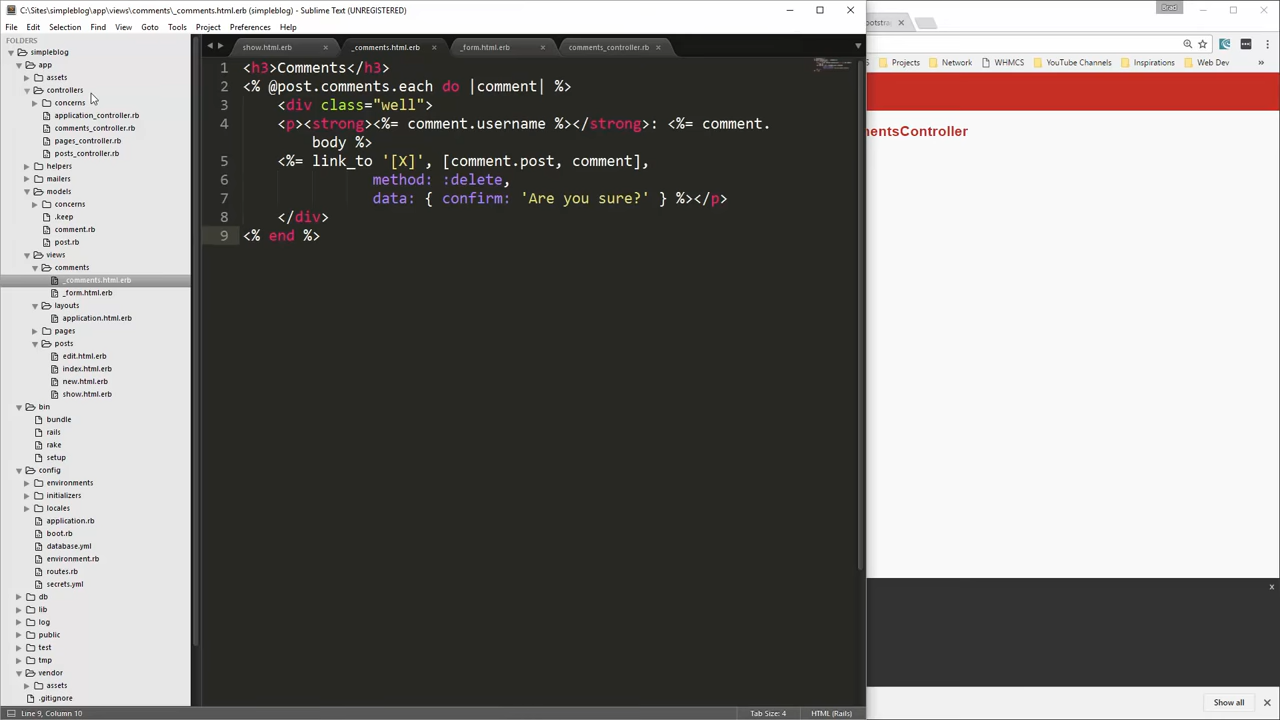 C:\Sites\simpleblog\app\views\comments\_comments.html.erb (simpleblog) - Sublime Text (UNREGISTERED)
Brad
File Edit Selection Find View Goto Tools Project Preferences Help
FOLDERS
simpleblog
app
assets
controllers
concerns
application_controller.rb
comments_controller.rb
pages_controller.rb
posts_controller.rb
helpers
mailers
models
concerns
.keep
comment.rb
post.rb
views
comments
_comments.html.erb
_form.html.erb
layouts
application.html.erb
pages
posts
edit.html.erb
index.html.erb
new.html.erb
show.html.erb
bin
bundle
rails
rake
setup
config
environments
initializers
locales
application.rb
boot.rb
database.yml
environment.rb
routes.rb
secrets.yml
db
lib
log
public
test
tmp
vendor
assets
.gitignore
show.html.erb × _comments.html.erb × _form.html.erb × comments_controller.rb ×
1 <h3>Comments</h3>
2 <% @post.comments.each do |comment| %>
3 <div class="well">
4 <p><strong><%= comment.username %></strong>: <%= comment.
body %>
5 <%= link_to '[X]', [comment.post, comment],
6 method: :delete,
7 data: { confirm: 'Are you sure?' } %></p>
8 </div>
9 <% end %>
ootstrap
Projects Network WHMCS YouTube Channels Inspirations Web Dev
entsController
Show all
Line 9, Column 10
Tab Size: 4
HTML (Rails)